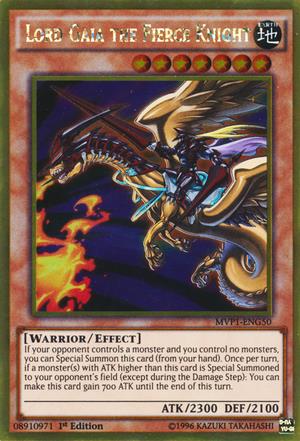 LORD GAIA THE FIERCE KNIGHT
EARTH
地
MVP1-ENG50
[WARRIOR/EFFECT]
If your opponent controls a monster and you control no monsters,
you can Special Summon this card (from your hand). Once per turn,
if a monster(s) with ATK higher than this card is Special Summoned
to your opponent's field (except during the Damage Step): You can
make this card gain 700 ATK until the end of this turn.
ATK/2300 DEF/2100
08910971 1st Edition
©1996 KAZUKI TAKAHASHI